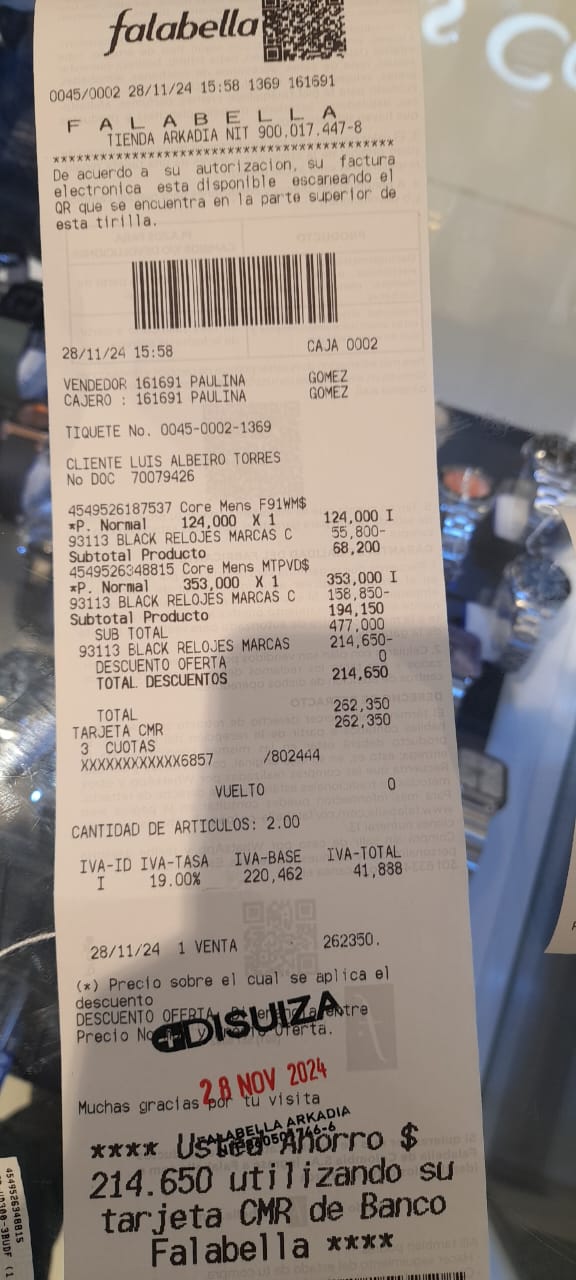 falabella
0045/0002 28/11/24 15:58 1369 161691
F A L A B E L L A
TIENDA ARKADIA NIT 900.017.447-8
****************************************
De acuerdo a su autorizacion, su factura
electronica esta disponible escaneando el
QR que se encuentra en la parte superior de
esta tirilla.
28/11/24 15:58 CAJA 0002
VENDEDOR 161691 PAULINA GOMEZ
CAJERO : 161691 PAULINA GOMEZ
TIQUETE No. 0045-0002-1369
CLIENTE LUIS ALBEIRO TORRES
No DOC 70079426
4549526187537 Core Mens F91WM$
*P. Normal 124,000 X 1 124,000 I
93113 BLACK RELOJES MARCAS C 55,800-
Subtotal Producto 68,200
4549526348815 Core Mens MTPVD$
*P. Normal 353,000 X 1 353,000 I
93113 BLACK RELOJES MARCAS C 158,850-
Subtotal Producto 194,150
SUB TOTAL 477,000
93113 BLACK RELOJES MARCAS 214,650-
DESCUENTO OFERTA 0
TOTAL DESCUENTOS 214,650
TOTAL 262,350
TARJETA CMR 262,350
3 CUOTAS
XXXXXXXXXXXX6857 /802444
VUELTO 0
CANTIDAD DE ARTICULOS: 2.00
IVA-ID IVA-TASA IVA-BASE IVA-TOTAL
I 19.00% 220,462 41,888
28/11/24 1 VENTA 262350.
(*) Precio sobre el cual se aplica el
descuento
DESCUENTO OFERTA: Diferencia entre
Precio Normal y Precio Oferta.
DISUIZA
28 NOV 2024
Muchas gracias por tu visita
FALABELLA ARKADIA
**** Usted Ahorro $
214.650 utilizando su
tarjeta CMR de Banco
Falabella ****
4549526348815